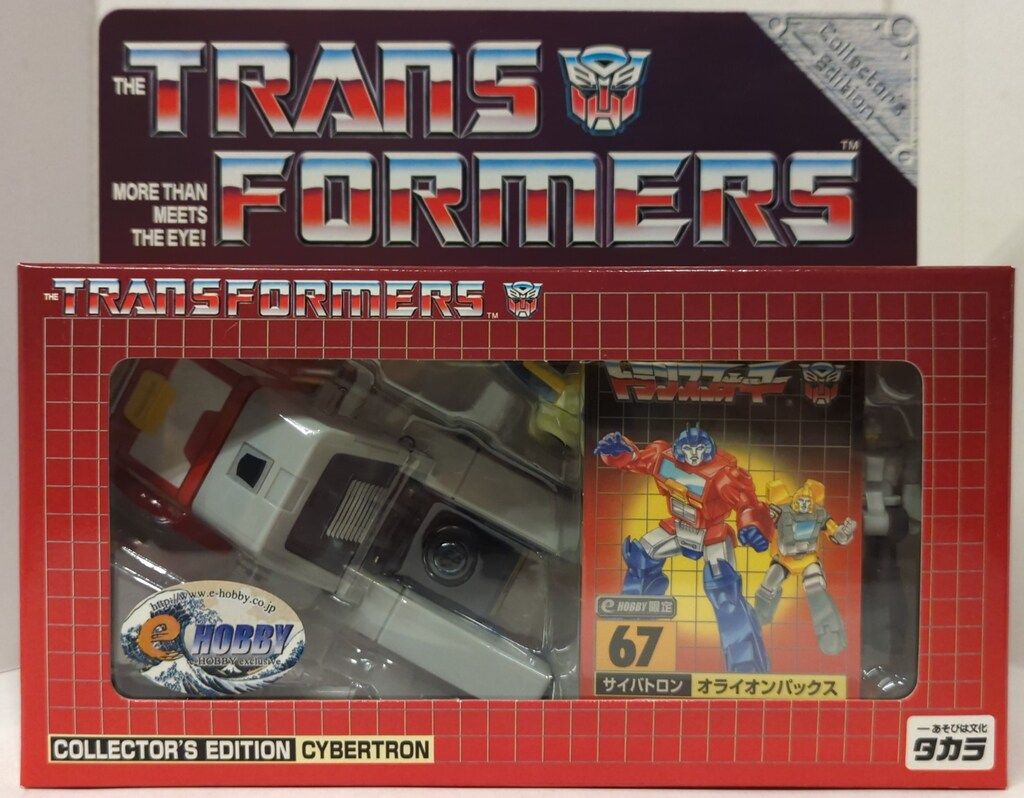 THE TRANS
MORE THAN
MEETS
THE EYE!
FORMERS™
Collector's
Edition
THE TRANSFORMERS™
トランスフォーマー
http://www.e-hobby.co.jp
e HOBBY
e-HOBBY exclusive
e HOBBY 限定
67
サイバトロン オライオンパックス
COLLECTOR'S EDITION CYBERTRON
—あそびは文化
タカラ